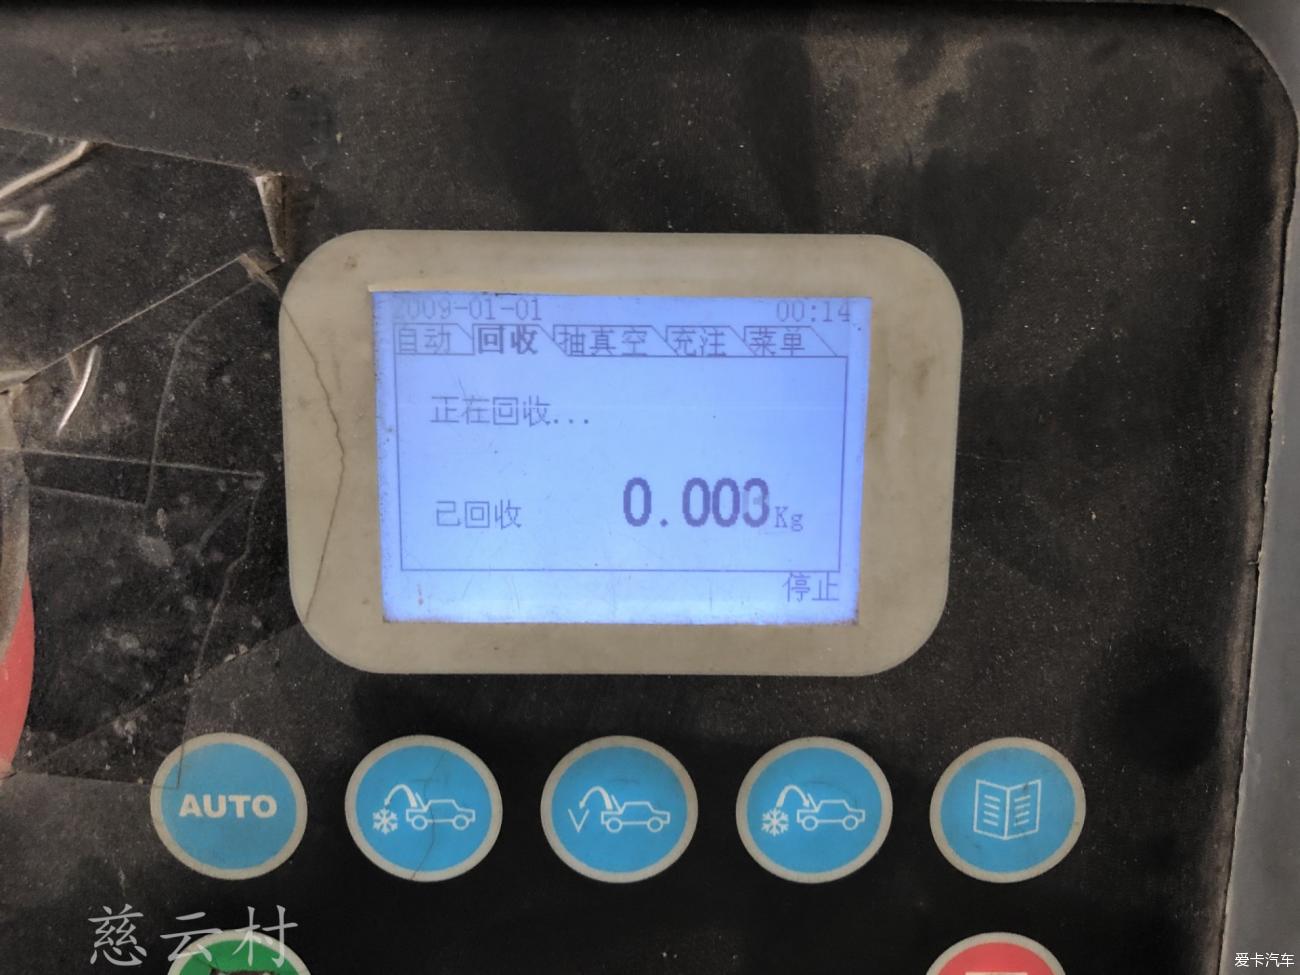 2009-01-01 00:14
自动 回收 抽真空 充注 菜单
正在回收...
已回收 0.003Kg
停止
AUTO
慈云村
爱卡汽车